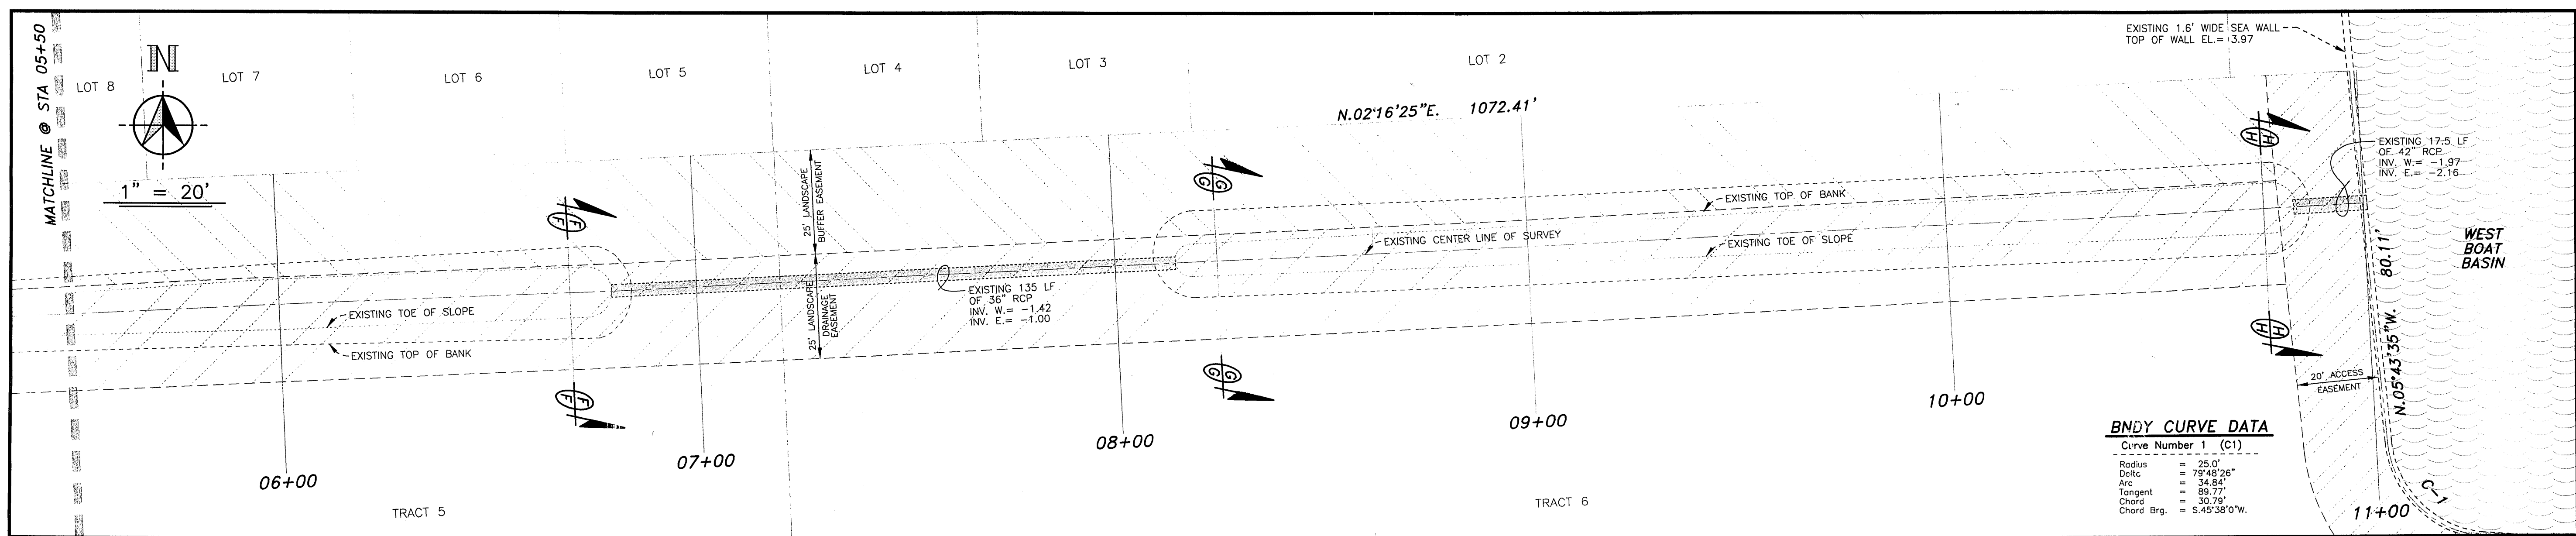 MATCHLINE @ STA 05+50
N
1" = 20'
LOT 8
LOT 7
LOT 6
LOT 5
LOT 4
LOT 3
LOT 2
N.02°16'25"E. 1072.41'
EXISTING 1.6' WIDE SEA WALL
TOP OF WALL EL.= 3.97
EXISTING 17.5 LF
OF 42" RCP
INV. W.= -1.97
INV. E.= -2.16
WEST
BOAT
BASIN
80.11'
N.05°43'35"W.
20' ACCESS
EASEMENT
25' LANDSCAPE
BUFFER EASEMENT
25' LANDSCAPE
DRAINAGE
EASEMENT
EXISTING TOE OF SLOPE
EXISTING TOP OF BANK
EXISTING 135 LF
OF 36" RCP
INV. W.= -1.42
INV. E.= -1.00
EXISTING CENTER LINE OF SURVEY
EXISTING TOP OF BANK
EXISTING TOE OF SLOPE
F
E
F
F
G
G
G
G
H
H
H
H
06+00
07+00
08+00
09+00
10+00
11+00
TRACT 5
TRACT 6
BNDY CURVE DATA
Curve Number 1 (C1)
Radius = 25.0'
Delta = 79°48'26"
Arc = 34.84'
Tangent = 89.77'
Chord = 30.79'
Chord Brg. = S.45°38'0"W.
C-1